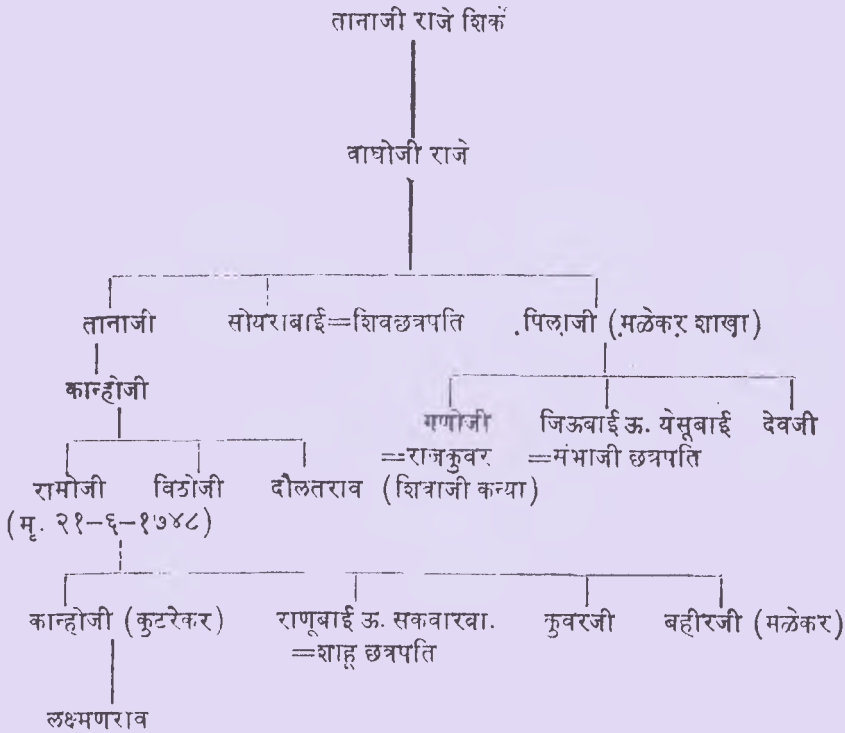 तानाजी राजे शिर्के
वाघोजी राजे
तानाजी सोयराबाई=शिवछत्रपति पिलाजी (मळेकर शाखा)
कान्होजी
गणोजी जिऊबाई ऊ. येसूबाई देवजी
=राजकुवर =संभाजी छत्रपति
रामोजी विठोजी दौलतराव (शिवाजी कन्या)
(मृ. २१-६-१७४८)
कान्होजी (कुटरेकर) राणूबाई ऊ. सकवारबा. कुवरजी बहीरजी (मळेकर)
=शाहू छत्रपति
लक्ष्मणराव